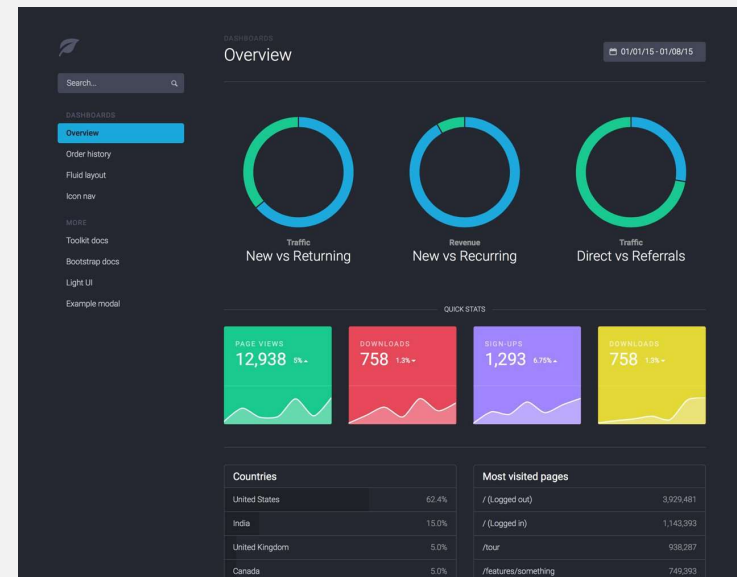 DASHBOARDS
Overview
01/01/15 - 01/08/15
Search...
DASHBOARDS
Overview
Order history
Fluid layout
Icon nav
MORE
Toolkit docs
Bootstrap docs
Light UI
Example modal
Traffic
New vs Returning
Revenue
New vs Recurring
Traffic
Direct vs Referrals
QUICK STATS
PAGE VIEWS
12,938 5%
DOWNLOADS
758 1.3%
SIGN-UPS
1,293 6.75%
DOWNLOADS
758 1.3%
Countries
United States 62.4%
India 15.0%
United Kingdom 5.0%
Canada 5.0%
Most visited pages
/ (Logged out) 3,929,481
/ (Logged in) 1,143,393
/tour 938,287
/features/something 749,393